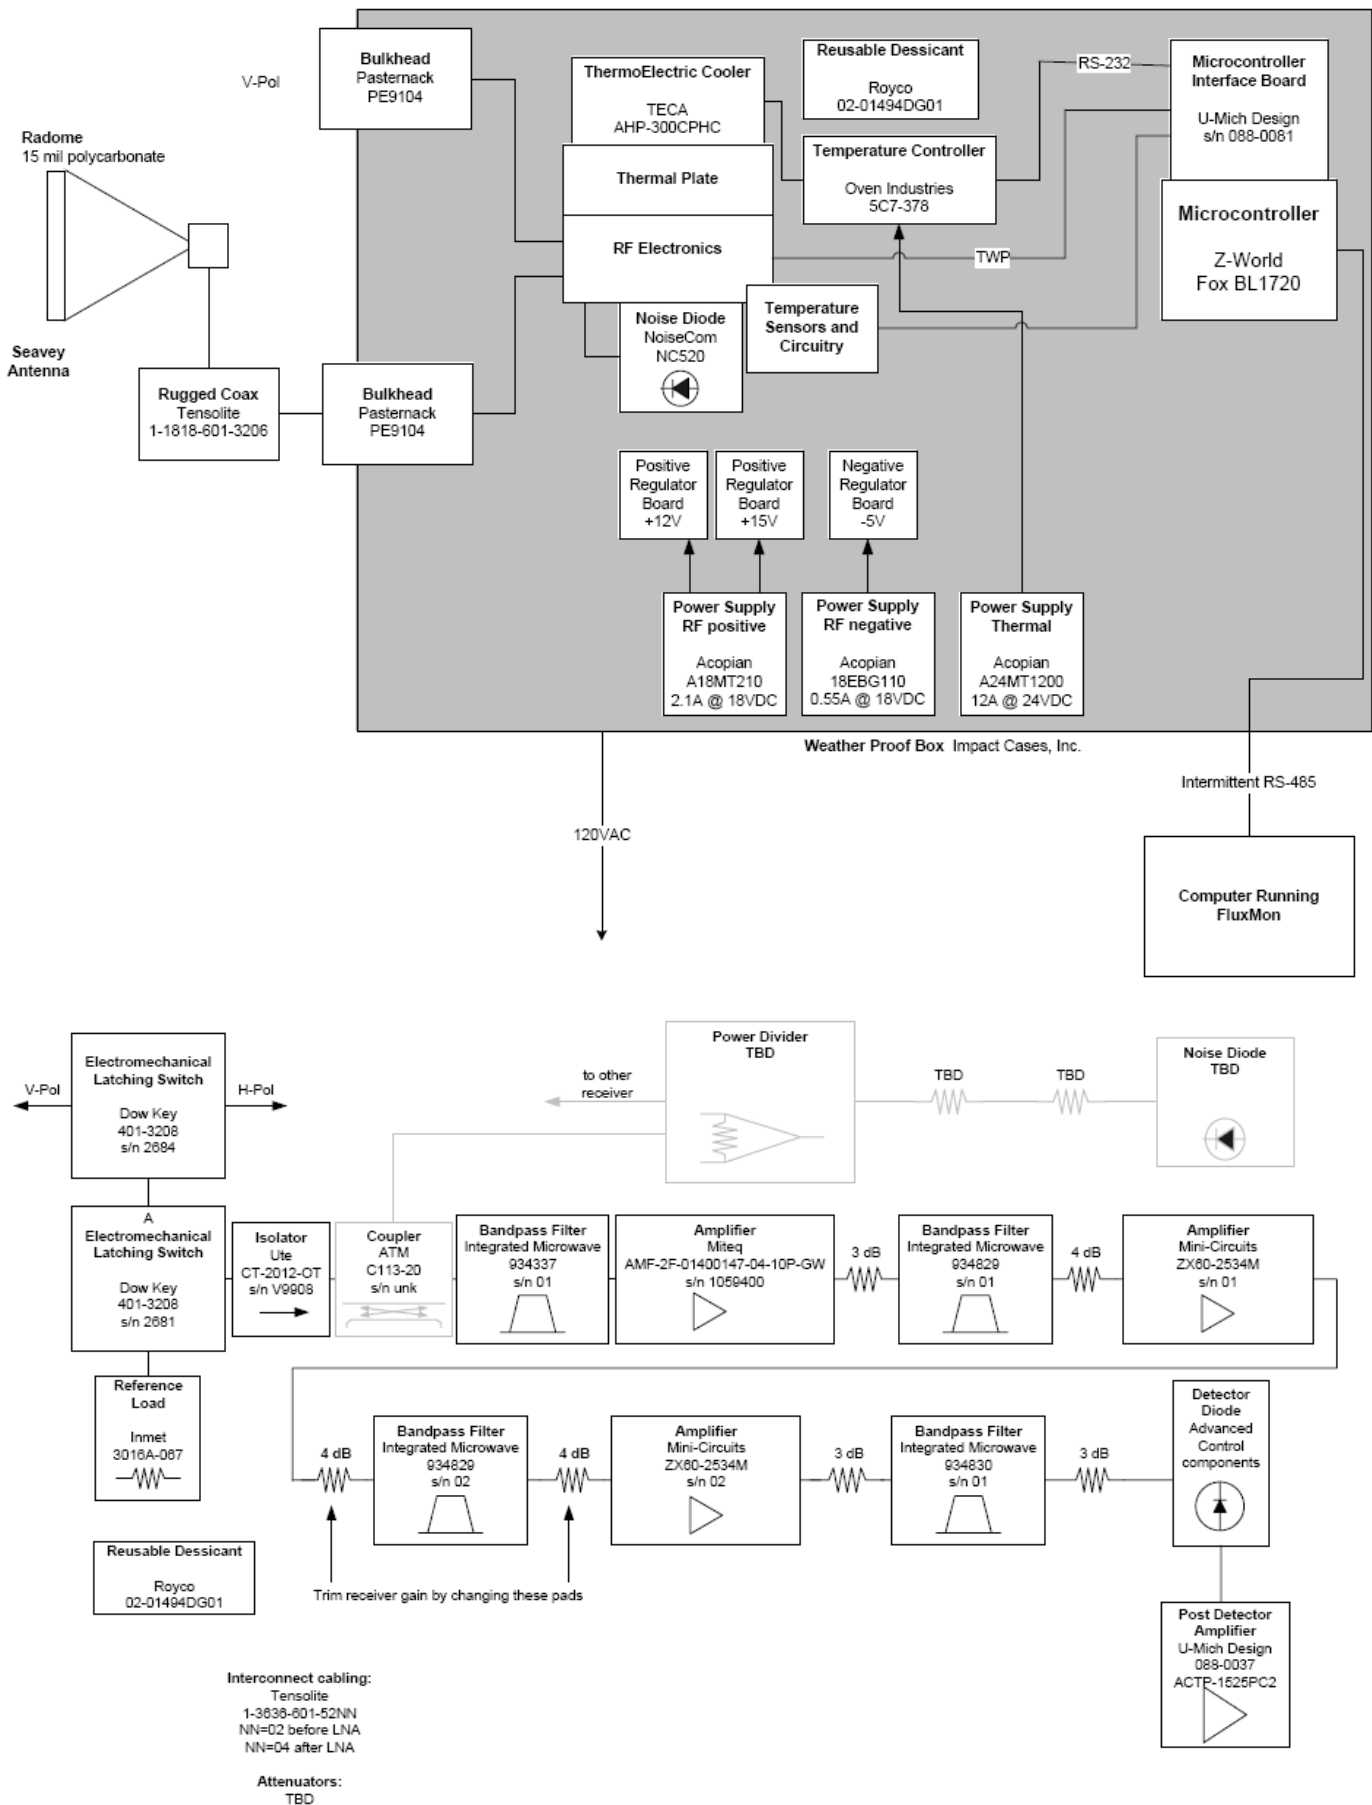 V-Pol
Radome
15 mil polycarbonate
Seavey
Antenna
Rugged Coax
Tensolite
1-1818-601-3206
Bulkhead
Pasternack
PE9104
Bulkhead
Pasternack
PE9104
ThermoElectric Cooler
TECA
AHP-300CPHC
Thermal Plate
RF Electronics
Noise Diode
NoiseCom
NC520
Temperature
Sensors and
Circuitry
Reusable Dessicant
Royco
02-01494DG01
Temperature Controller
Oven Industries
5C7-378
RS-232
TWP
Microcontroller
Interface Board
U-Mich Design
s/n 088-0081
Microcontroller
Z-World
Fox BL1720
Positive
Regulator
Board
+12V
Positive
Regulator
Board
+15V
Negative
Regulator
Board
-5V
Power Supply
RF positive
Acopian
A18MT210
2.1A @ 18VDC
Power Supply
RF negative
Acopian
18EBG110
0.55A @ 18VDC
Power Supply
Thermal
Acopian
A24MT1200
12A @ 24VDC
Weather Proof Box Impact Cases, Inc.
Intermittent RS-485
120VAC
Computer Running
FluxMon
Electromechanical
Latching Switch
Dow Key
401-3208
s/n 2684
V-Pol
H-Pol
to other
receiver
Power Divider
TBD
TBD
TBD
Noise Diode
TBD
A
Electromechanical
Latching Switch
Dow Key
401-3208
s/n 2681
Isolator
Ute
CT-2012-OT
s/n V9908
Coupler
ATM
C113-20
s/n unk
Bandpass Filter
Integrated Microwave
934337
s/n 01
Amplifier
Miteq
AMF-2F-01400147-04-10P-GW
s/n 1059400
3 dB
Bandpass Filter
Integrated Microwave
934829
s/n 01
4 dB
Amplifier
Mini-Circuits
ZX60-2534M
s/n 01
Reference
Load
Inmet
3016A-067
4 dB
Bandpass Filter
Integrated Microwave
934829
s/n 02
4 dB
Amplifier
Mini-Circuits
ZX60-2534M
s/n 02
3 dB
Bandpass Filter
Integrated Microwave
934830
s/n 01
3 dB
Detector
Diode
Advanced
Control
components
Reusable Dessicant
Royco
02-01494DG01
Trim receiver gain by changing these pads
Post Detector
Amplifier
U-Mich Design
088-0037
ACTP-1525PC2
Interconnect cabling:
Tensolite
1-3636-601-52NN
NN=02 before LNA
NN=04 after LNA
Attenuators:
TBD